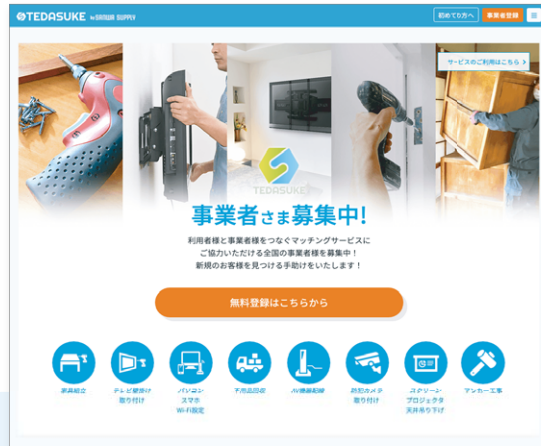 TEDASUKE by SANWA SUPPLY
初めての方へ
事業者登録
サービスのご利用はこちら
TEDASUKE
事業者さま募集中!
利用者様と事業者様をつなぐマッチングサービスに
ご協力いただける全国の事業者様を募集中！
新規のお客様を見つける手助けをいたします！
無料登録はこちらから
家具組立
テレビ壁掛け
取り付け
パソコン
スマホ
Wi-Fi設定
不用品回収
AV機器配線
防犯カメラ
取り付け
スクリーン
プロジェクタ
天井吊り下げ
アンカー工事